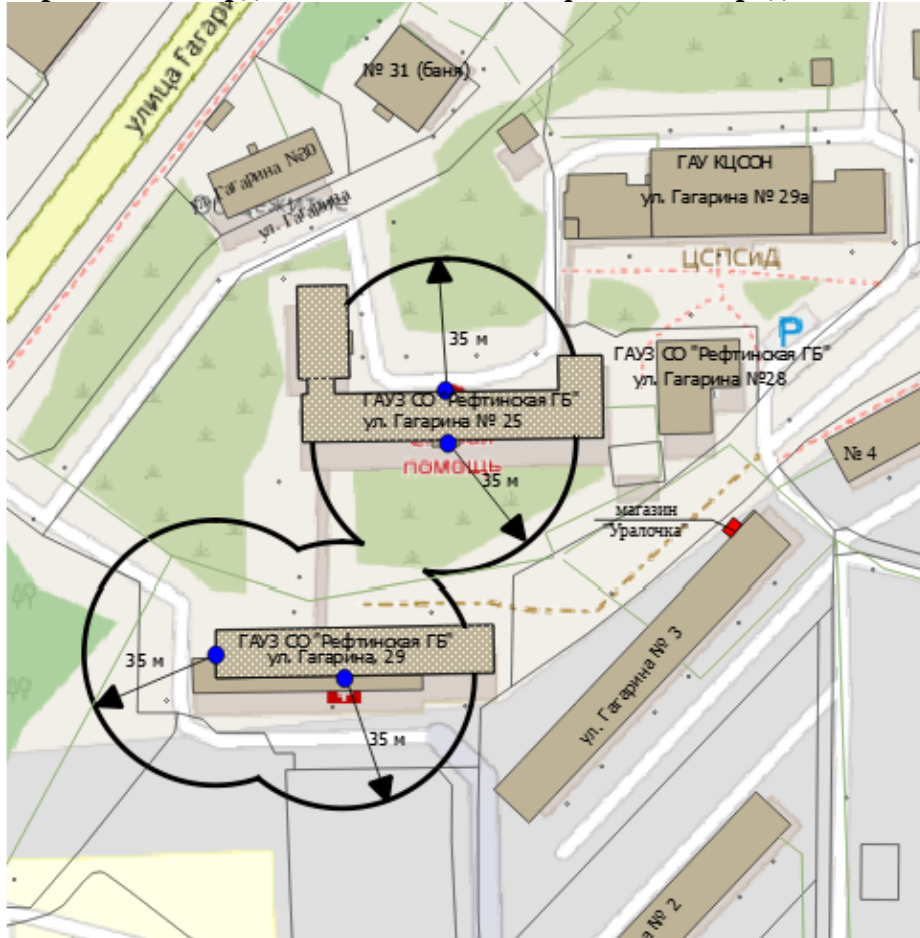 улица Гагари
№ 31 (баня)
Гагарина №30
ул. Гагарина
ГАУ КЦСОН
ул. Гагарина № 29а
ЦСПСиД
P
35 м
ГАУЗ СО "Рефтинская ГБ"
ул. Гагарина №28
ГАУЗ СО "Рефтинская ГБ"
ул. Гагарина № 25
помощь
35 м
№ 4
магазин
"Уралочка"
ГАУЗ СО "Рефтинская ГБ"
ул. Гагарина, 29
35 м
35 м
ул. Гагарина № 3
№ 2